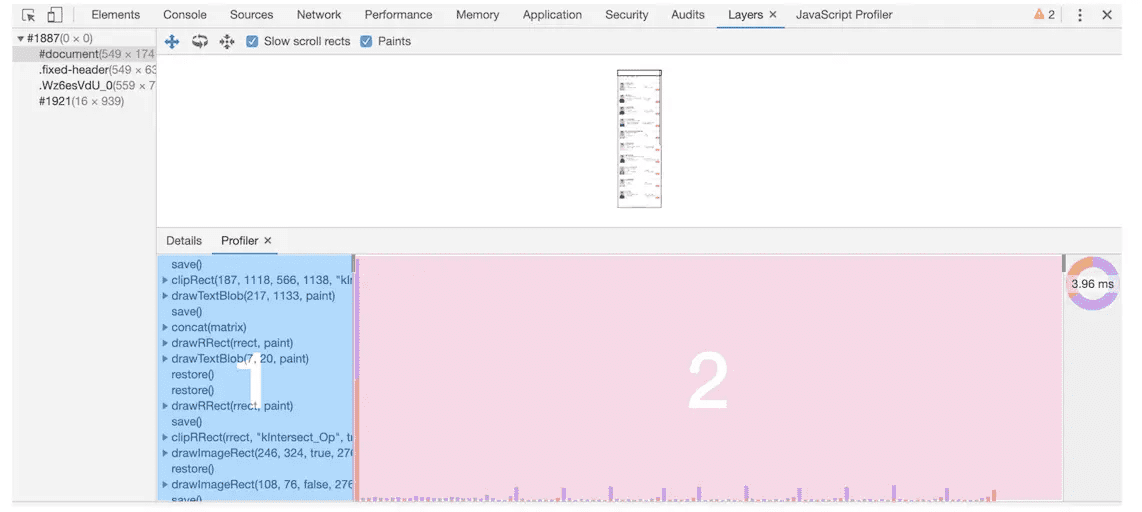 Elements Console Sources Network Performance Memory Application Security Audits Layers × JavaScript Profiler 2
#1887(0 × 0)
#document(549 × 174
.fixed-header(549 × 63
.Wz6esVdU_0(559 × 7
#1921(16 × 939)
Slow scroll rects Paints
Details Profiler ×
save()
clipRect(187, 1118, 566, 1138, "kI
drawTextBlob(217, 1133, paint)
save()
concat(matrix)
drawRRect(rrect, paint)
drawTextBlob(7, 20, paint)
restore()
restore()
drawRRect(rrect, paint)
save()
clipRRect(rrect, "kIntersect_Op", t
drawImageRect(246, 324, true, 276
restore()
drawImageRect(108, 76, false, 276
save()
1
2
3.96 ms